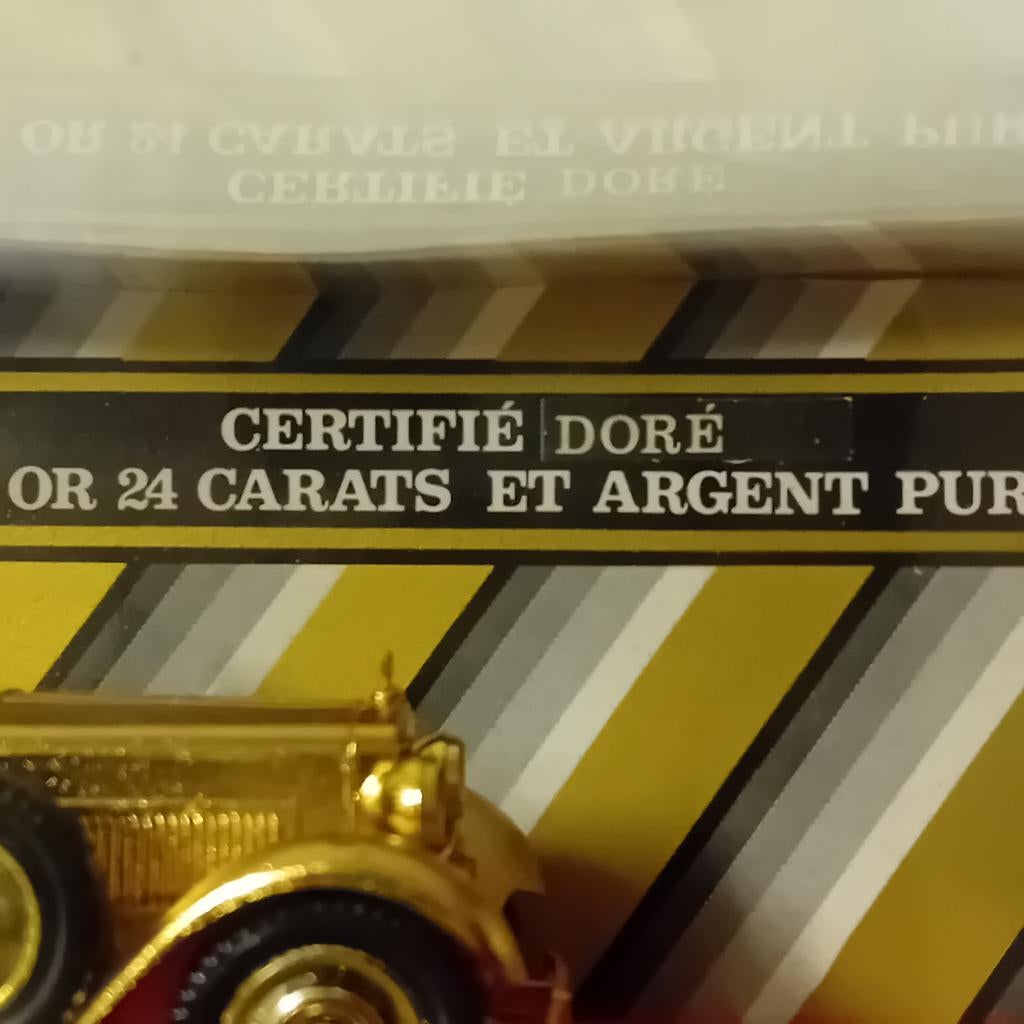 CERTIFIÉ DORÉ
OR 24 CARATS ET ARGENT PUR